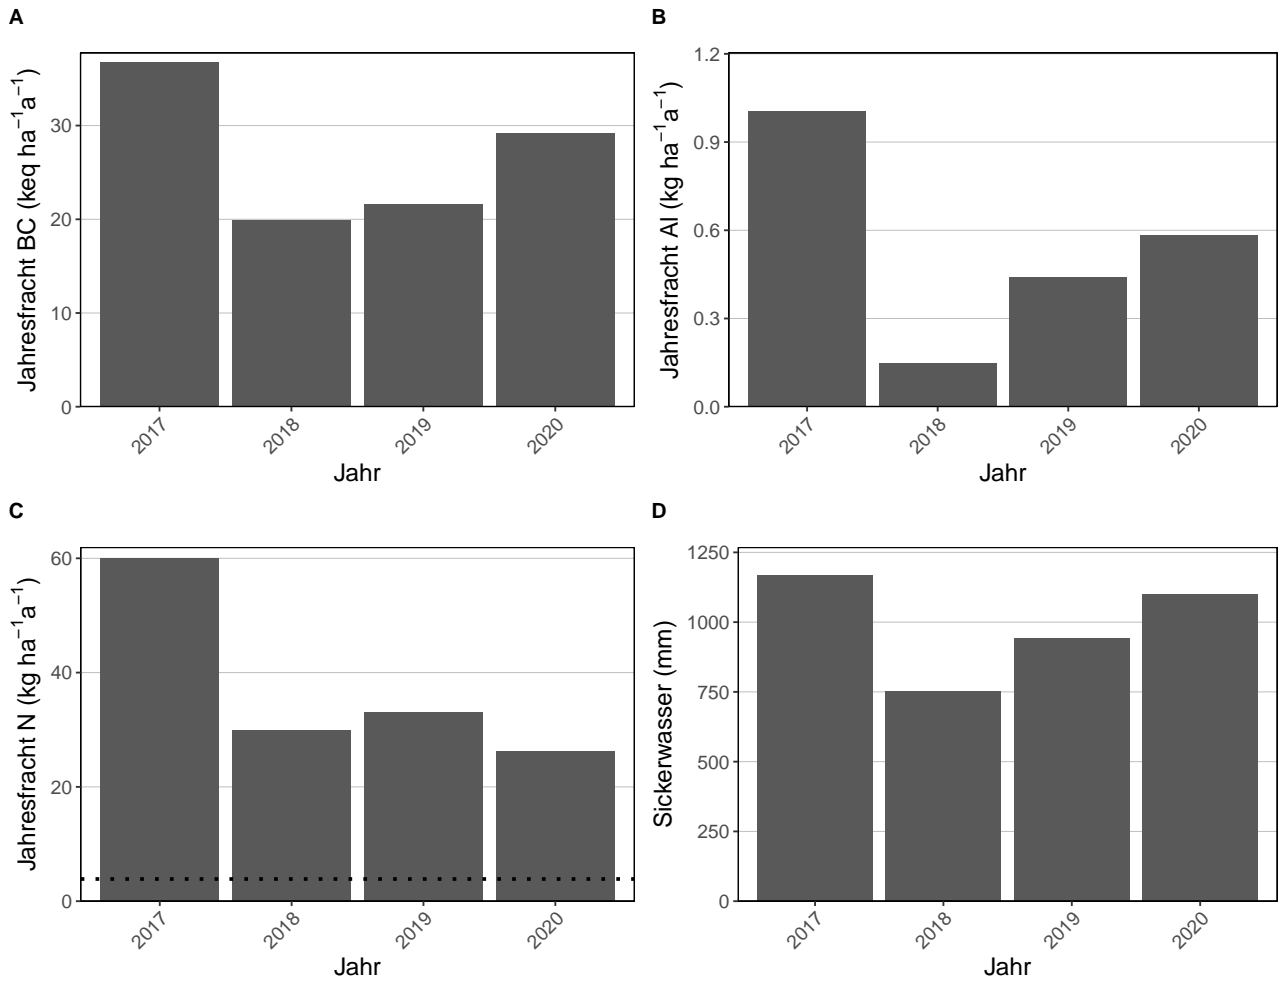 A
Jahresfracht BC (keq ha⁻¹a⁻¹)
30
20
10
0
2017 2018 2019 2020
Jahr
B
Jahresfracht Al (kg ha⁻¹a⁻¹)
1.2
0.9
0.6
0.3
0.0
2017 2018 2019 2020
Jahr
C
Jahresfracht N (kg ha⁻¹a⁻¹)
60
40
20
0
2017 2018 2019 2020
Jahr
D
Sickerwasser (mm)
1250
1000
750
500
250
0
2017 2018 2019 2020
Jahr